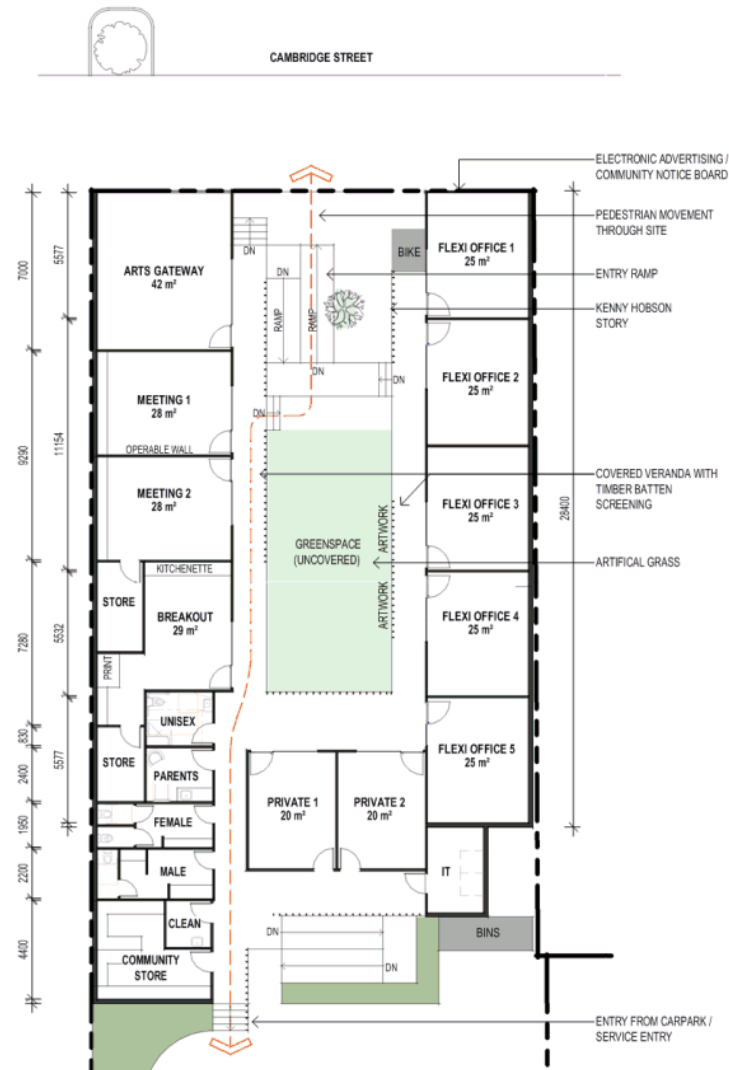 CAMBRIDGE STREET
ELECTRONIC ADVERTISING /
COMMUNITY NOTICE BOARD
PEDESTRIAN MOVEMENT
THROUGH SITE
ENTRY RAMP
KENNY HOBSON
STORY
COVERED VERANDA WITH
TIMBER BATTEN
SCREENING
ARTIFICAL GRASS
ENTRY FROM CARPARK /
SERVICE ENTRY
7000
9290
7280
830
2400
1950
2200
4400
5577
11154
5532
5577
28400
ARTS GATEWAY
42 m²
MEETING 1
28 m²
OPERABLE WALL
MEETING 2
28 m²
KITCHENETTE
STORE
BREAKOUT
29 m²
PRINT
UNISEX
STORE
PARENTS
FEMALE
MALE
CLEAN
COMMUNITY
STORE
DN
DN
RAMP
RAMP
DN
DN
DN
BIKE
GREENSPACE
(UNCOVERED)
ARTWORK
ARTWORK
FLEXI OFFICE 1
25 m²
FLEXI OFFICE 2
25 m²
FLEXI OFFICE 3
25 m²
FLEXI OFFICE 4
25 m²
FLEXI OFFICE 5
25 m²
PRIVATE 1
20 m²
PRIVATE 2
20 m²
IT
BINS
DN
DN